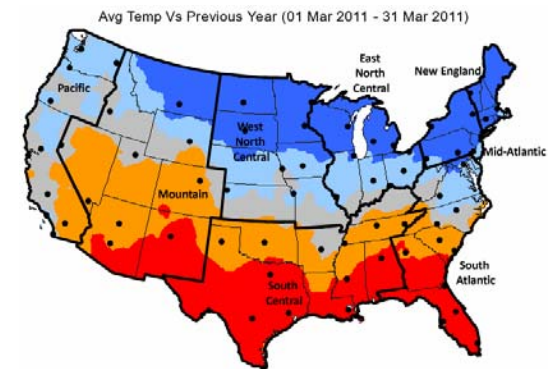 Avg Temp Vs Previous Year (01 Mar 2011 - 31 Mar 2011)
East
North
Central
New England
Pacific
West
North
Central
Mid-Atlantic
Mountain
South
Central
South
Atlantic